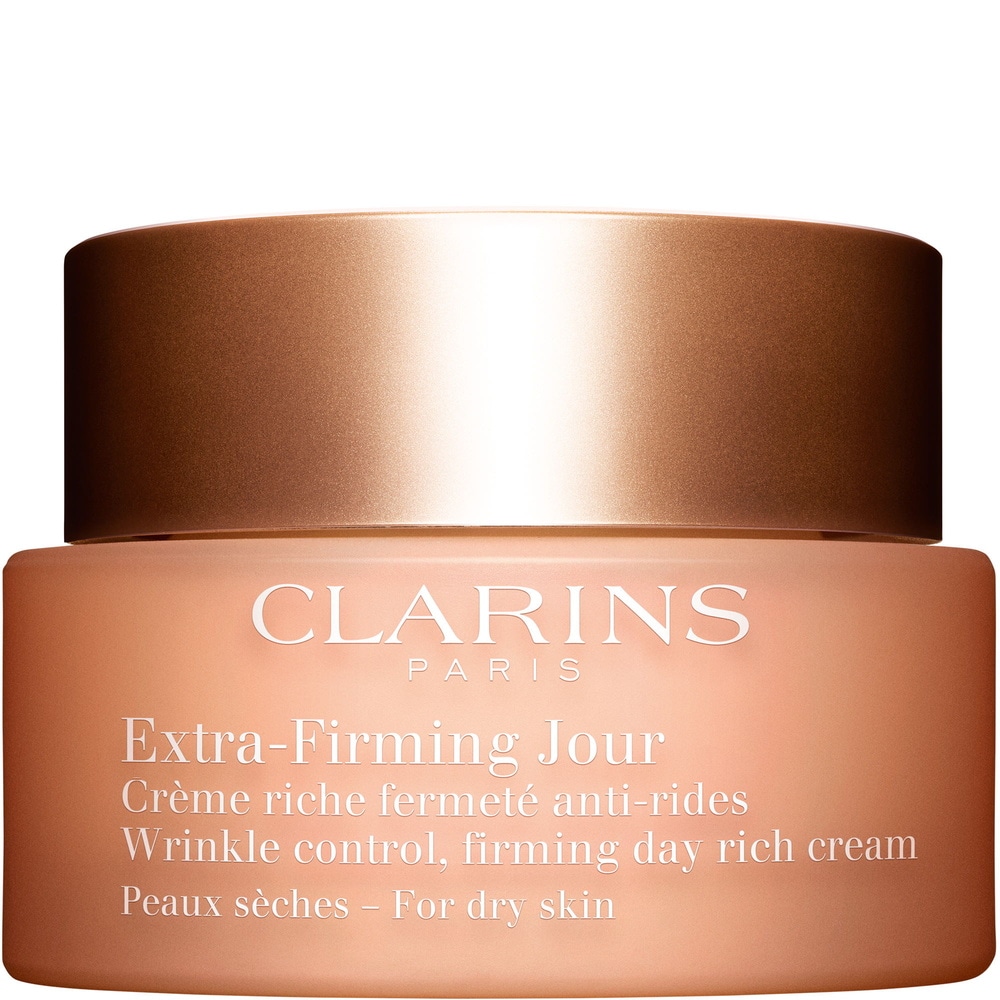 CLARINS
PARIS
Extra-Firming Jour
Crème riche fermeté anti-rides
Wrinkle control, firming day rich cream
Peaux sèches – For dry skin